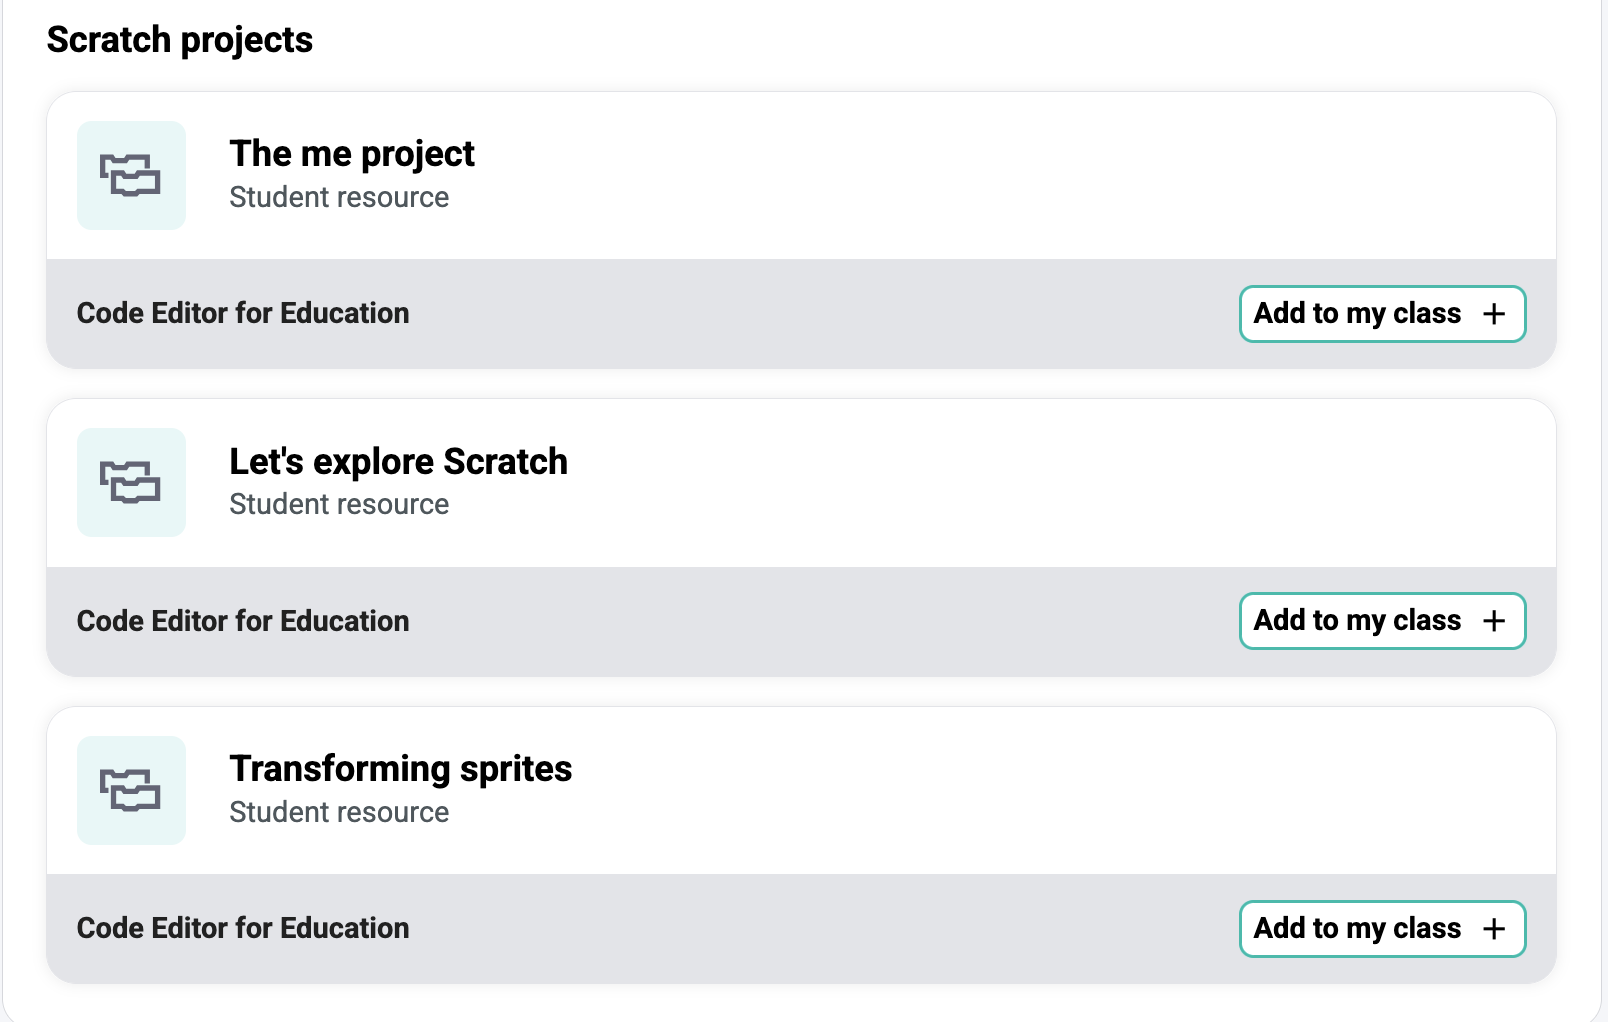 Scratch projects
The me project
Student resource
Code Editor for Education
Add to my class +
Let's explore Scratch
Student resource
Code Editor for Education
Add to my class +
Transforming sprites
Student resource
Code Editor for Education
Add to my class +